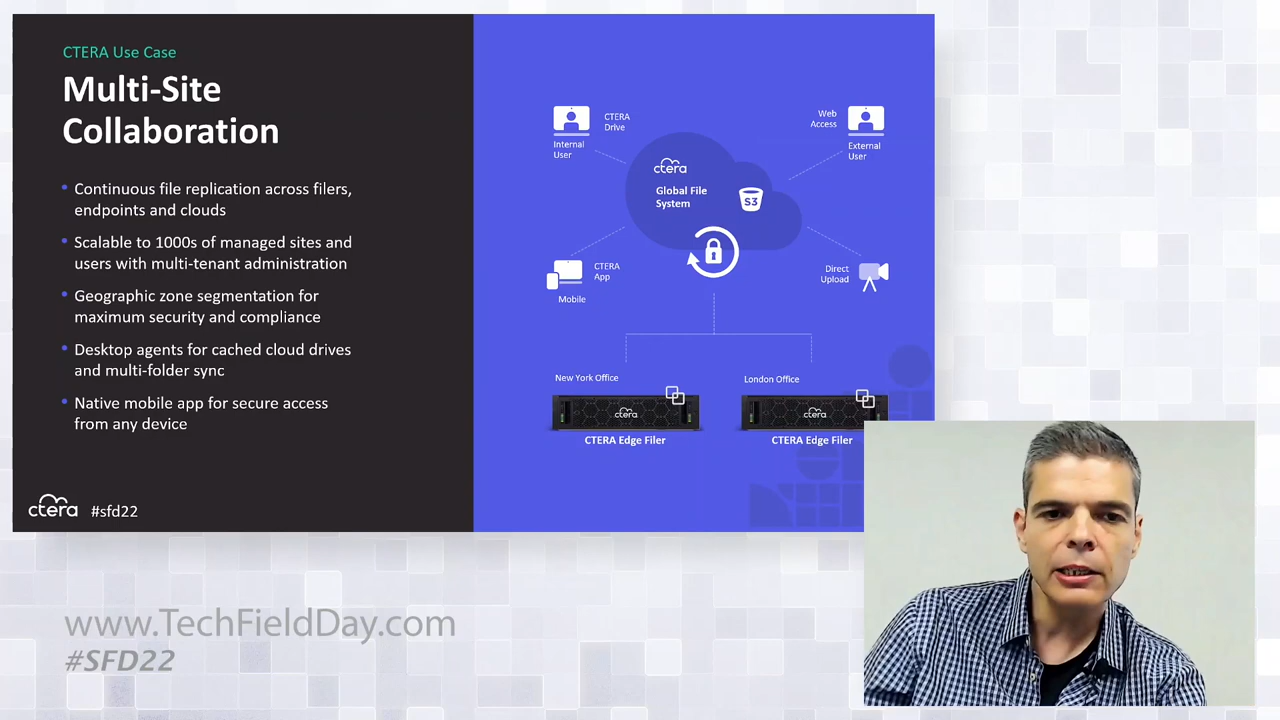 CTERA Use Case
Multi-Site
Collaboration
• Continuous file replication across filers,
endpoints and clouds
• Scalable to 1000s of managed sites and
users with multi-tenant administration
• Geographic zone segmentation for
maximum security and compliance
• Desktop agents for cached cloud drives
and multi-folder sync
• Native mobile app for secure access
from any device
ctera
#sfd22
CTERA
Drive
Internal
User
Web
Access
External
User
ctera
Global File
System
S3
CTERA
App
Mobile
Direct
Upload
New York Office
ctera
CTERA Edge Filer
London Office
ctera
CTERA Edge Filer
www.TechFieldDay.com
#SFD22